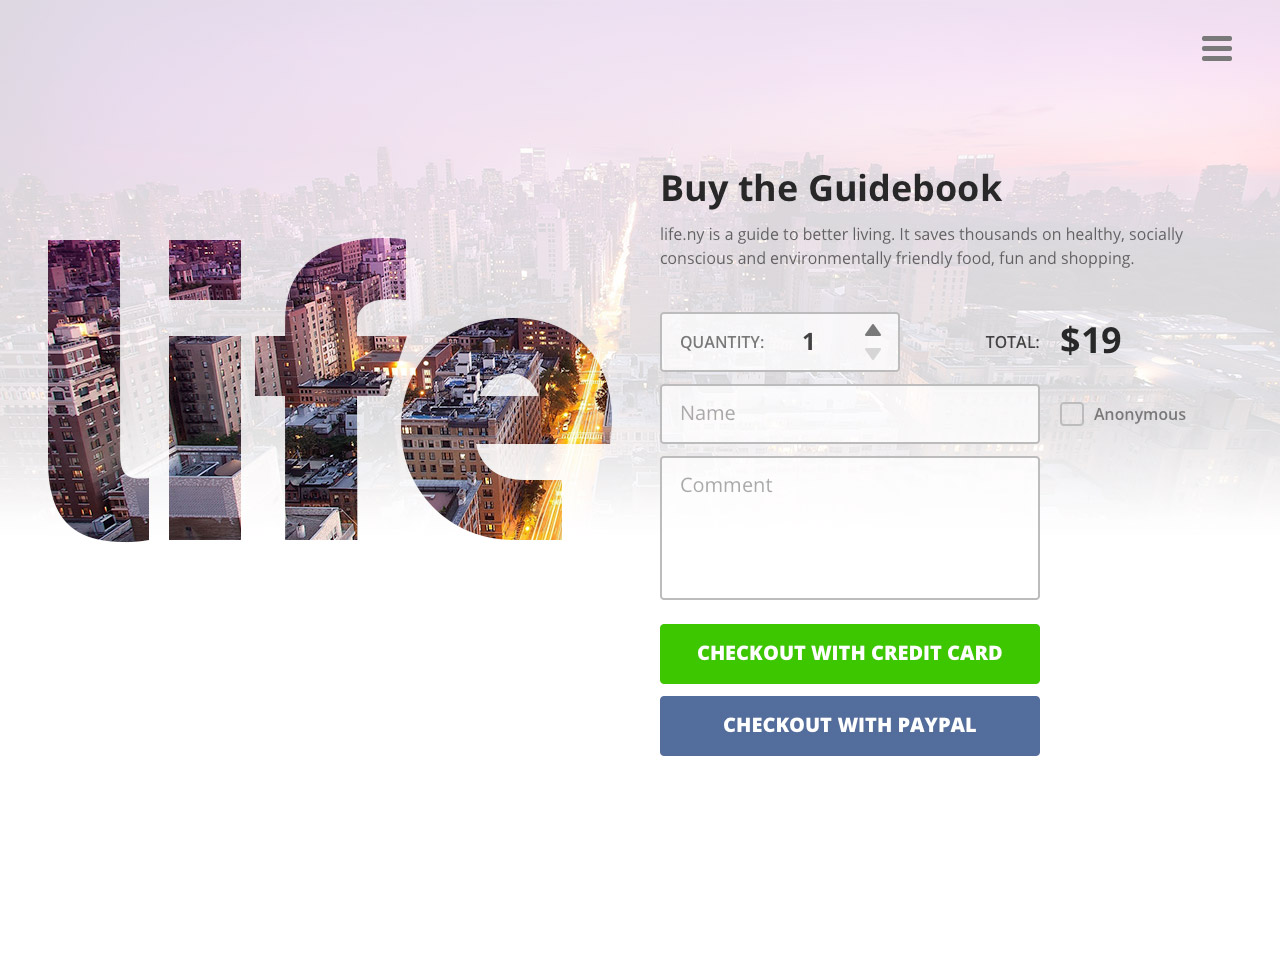 life
Buy the Guidebook
life.ny is a guide to better living. It saves thousands on healthy, socially
conscious and environmentally friendly food, fun and shopping.
QUANTITY: 1
TOTAL: $19
Name
Anonymous
Comment
CHECKOUT WITH CREDIT CARD
CHECKOUT WITH PAYPAL